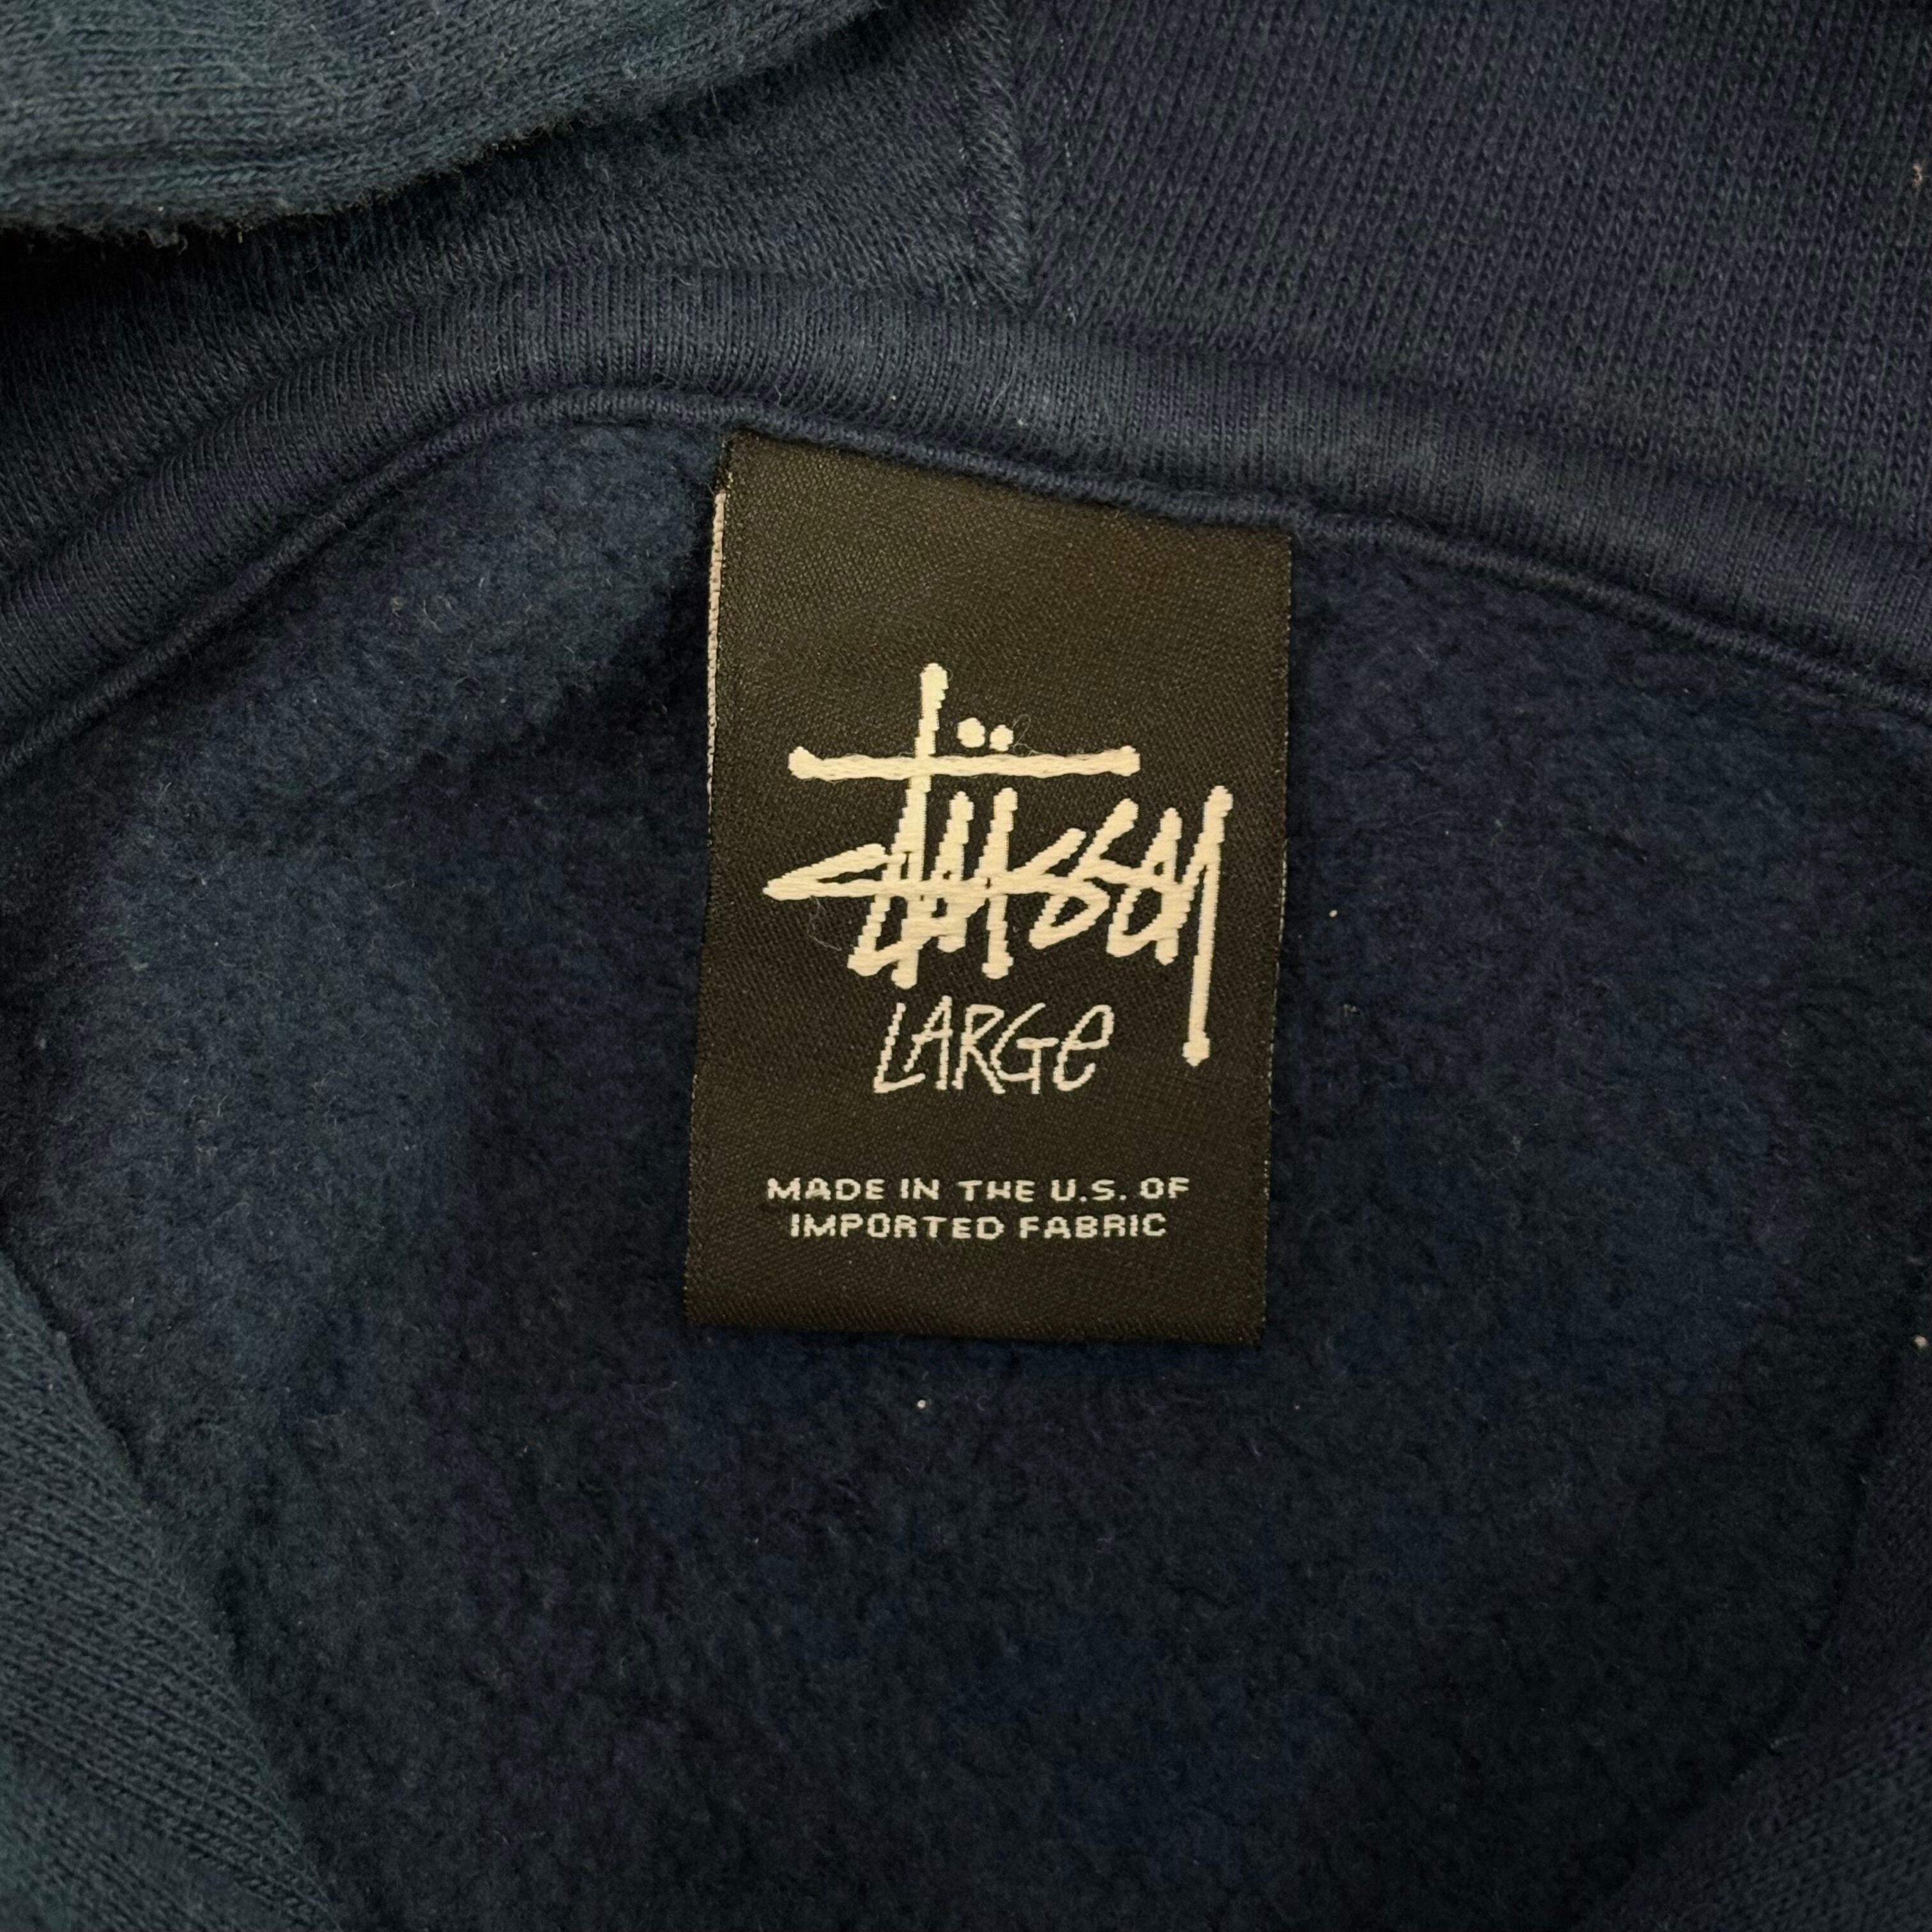 Stüssy
LARGe
MADE IN THE U.S. OF
IMPORTED FABRIC